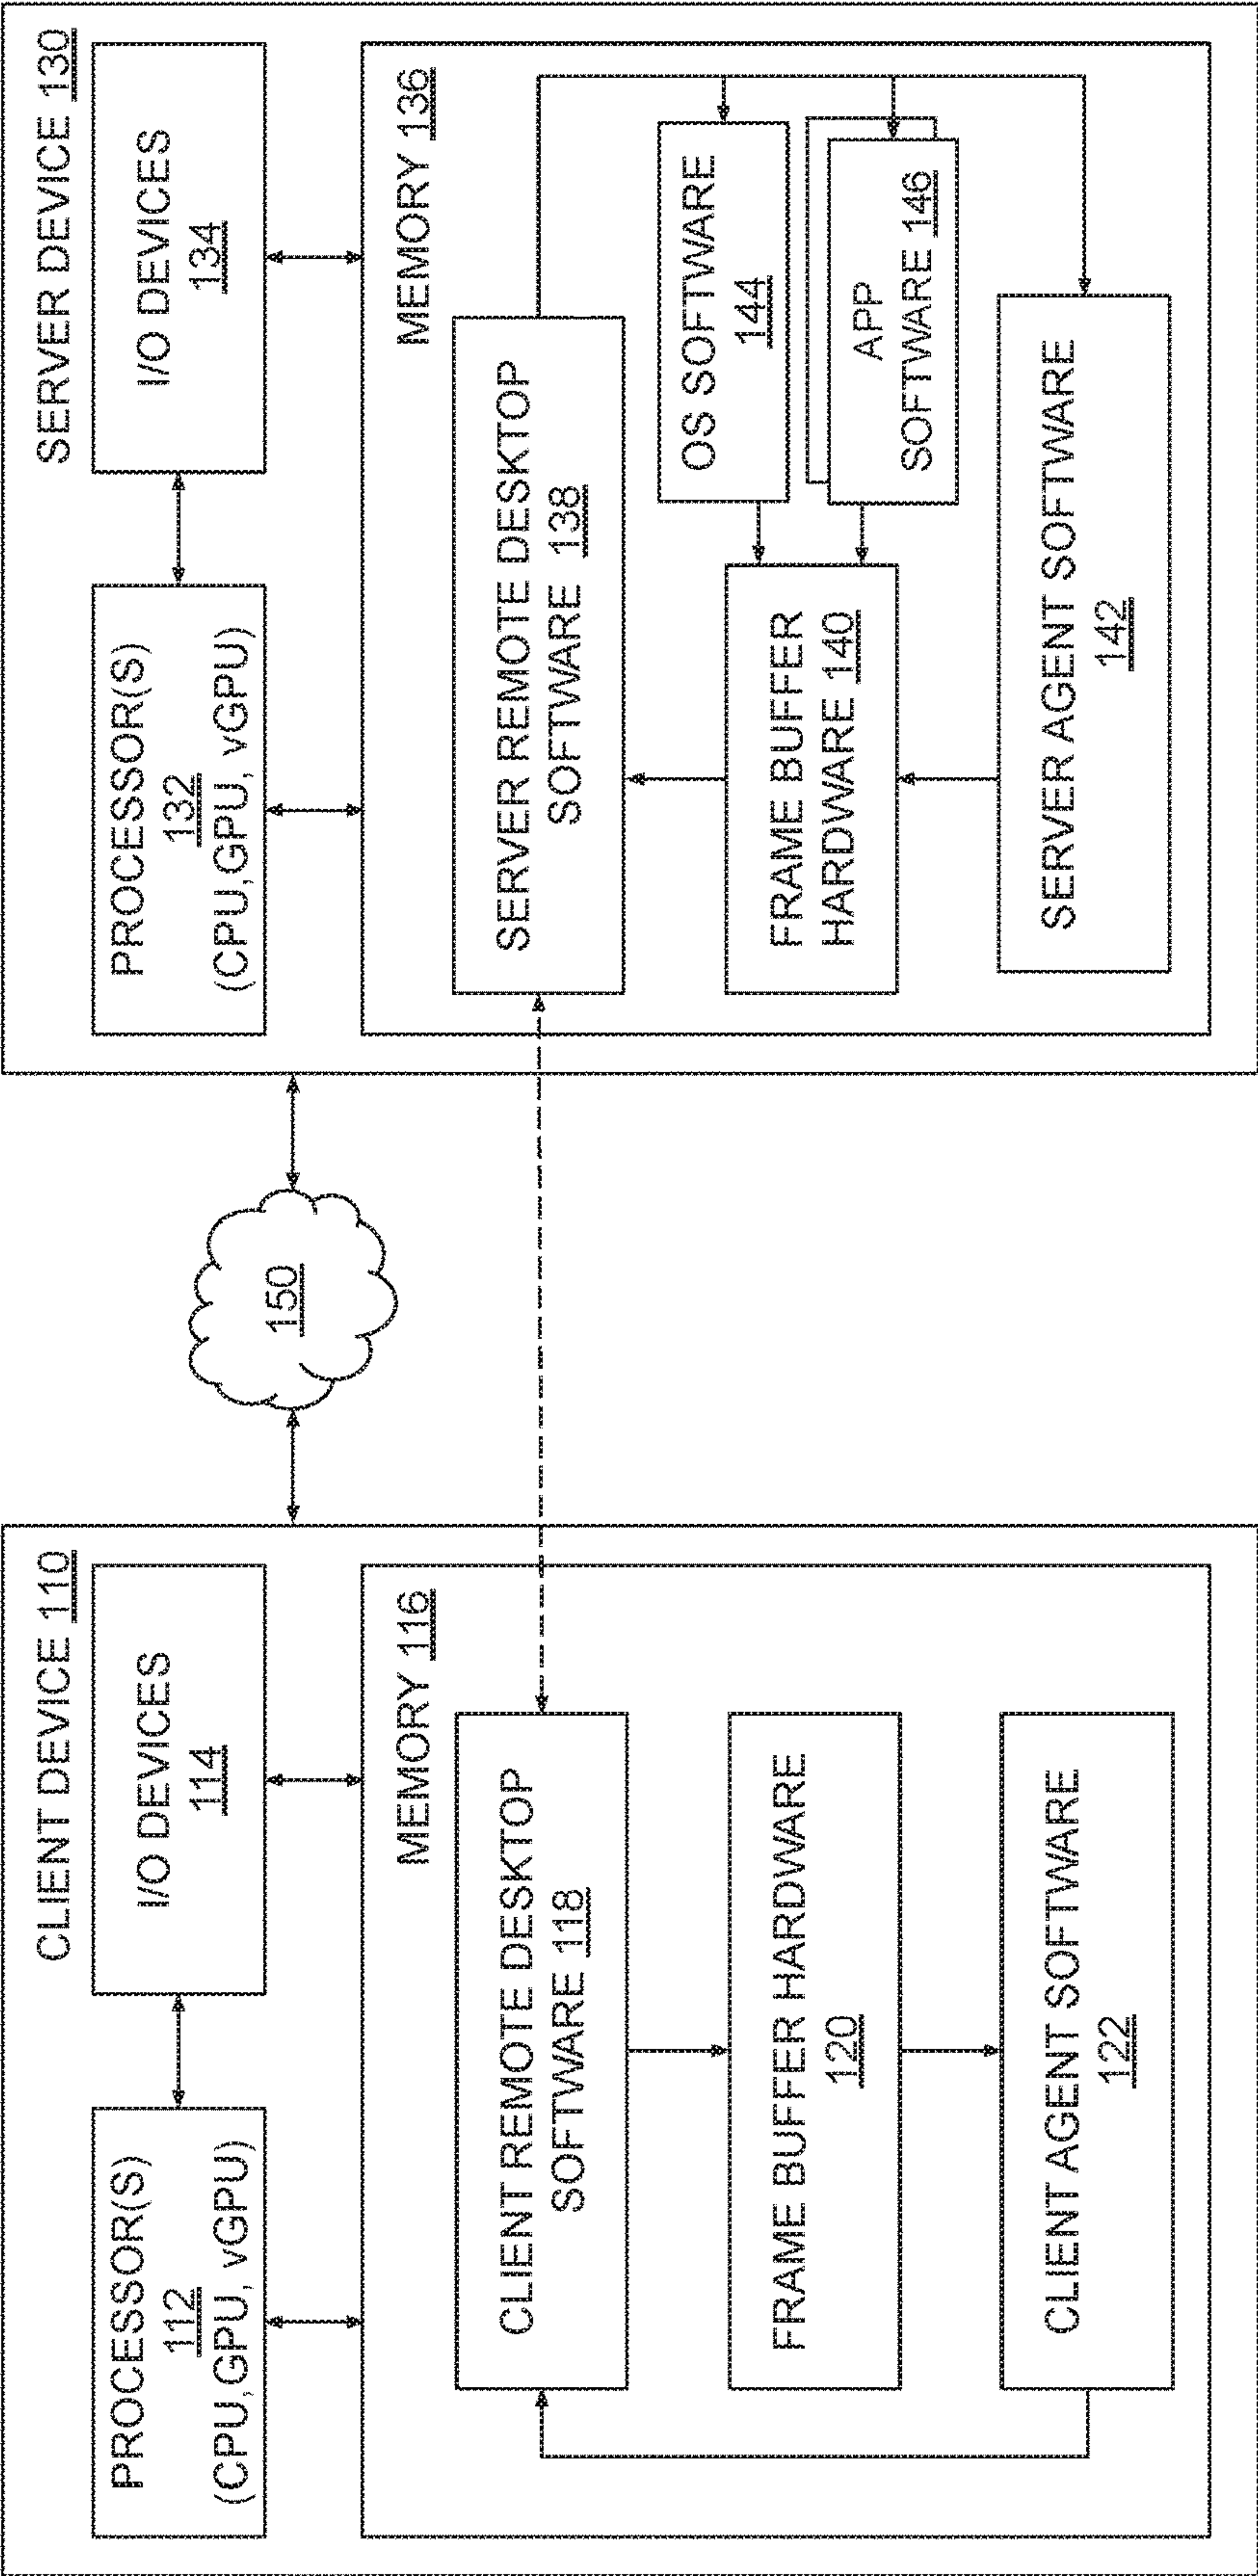 CLIENT DEVICE 110
PROCESSOR(S)
112
(CPU,GPU, vGPU)
I/O DEVICES
114
MEMORY 116
CLIENT REMOTE DESKTOP
SOFTWARE 118
FRAME BUFFER HARDWARE
120
CLIENT AGENT SOFTWARE
122
150
SERVER DEVICE 130
PROCESSOR(S)
132
(CPU,GPU, vGPU)
I/O DEVICES
134
MEMORY 136
SERVER REMOTE DESKTOP
SOFTWARE 138
OS SOFTWARE
144
FRAME BUFFER
HARDWARE 140
APP
SOFTWARE 146
SERVER AGENT SOFTWARE
142